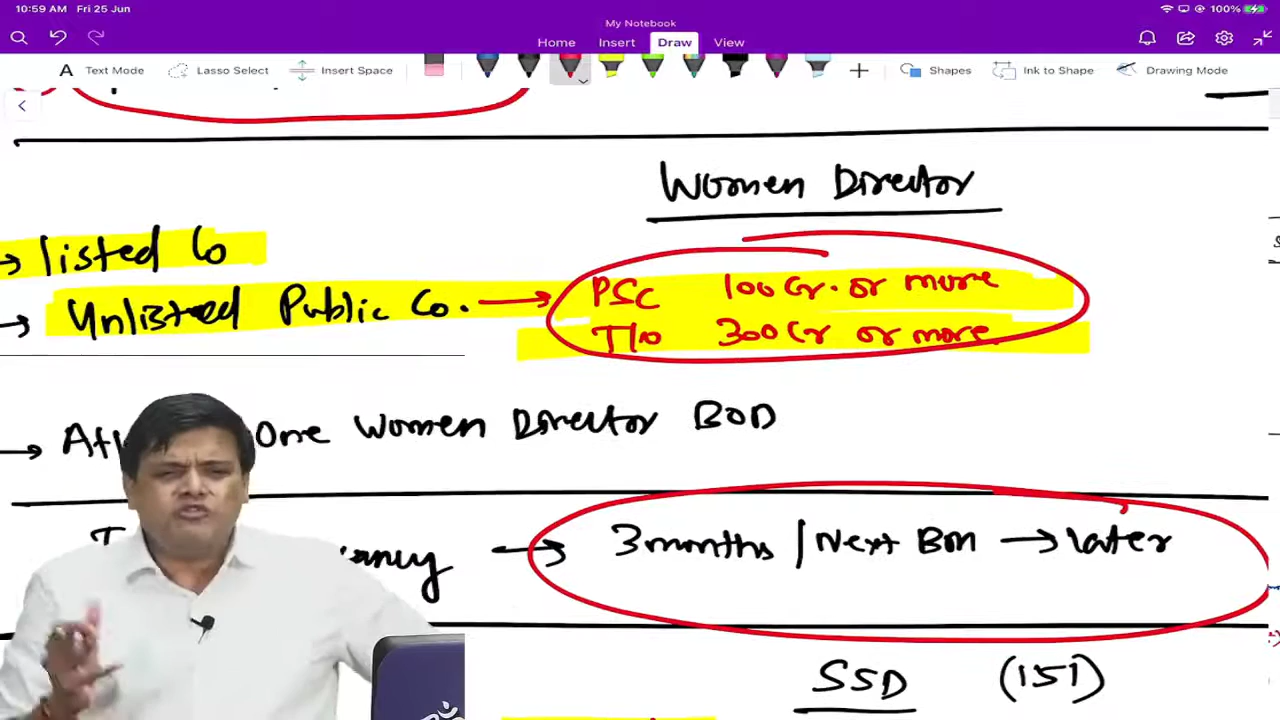 10:59 AM Fri 25 Jun
100%
My Notebook
Home Insert Draw View
A Text Mode Lasso Select Insert Space Shapes Ink to Shape Drawing Mode
Women Director
→ listed Co
→ Unlisted Public Co. → PSC 100 Cr. or more
T/o 300 Cr or more
→ One Women Director BOD
→ 3 months / Next BM → later
SSD (151)